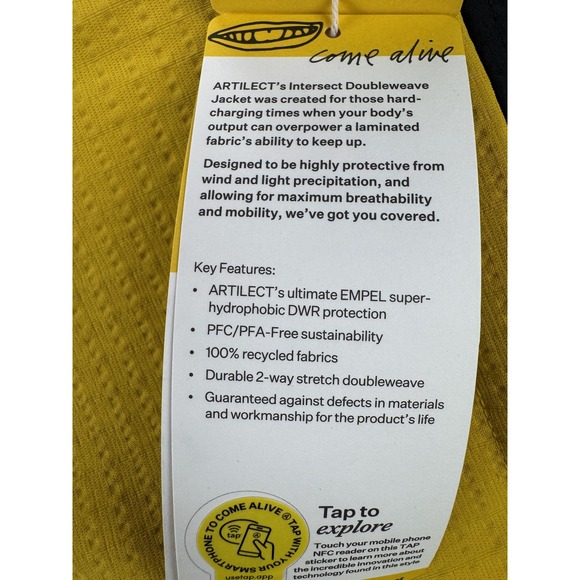 come alive
ARTILECT's Intersect Doubleweave
Jacket was created for those hard-
charging times when your body's
output can overpower a laminated
fabric's ability to keep up.
Designed to be highly protective from
wind and light precipitation, and
allowing for maximum breathability
and mobility, we've got you covered.
Key Features:
• ARTILECT's ultimate EMPEL super-
hydrophobic DWR protection
• PFC/PFA-Free sustainability
• 100% recycled fabrics
• Durable 2-way stretch doubleweave
• Guaranteed against defects in materials
and workmanship for the product's life
TAP WITH YOUR SMARTPHONE TO COME ALIVE
tap
usetap.app
Tap to
explore
Touch your mobile phone
NFC reader on this TAP
sticker to learn more about
the incredible innovation and
technology found in this style